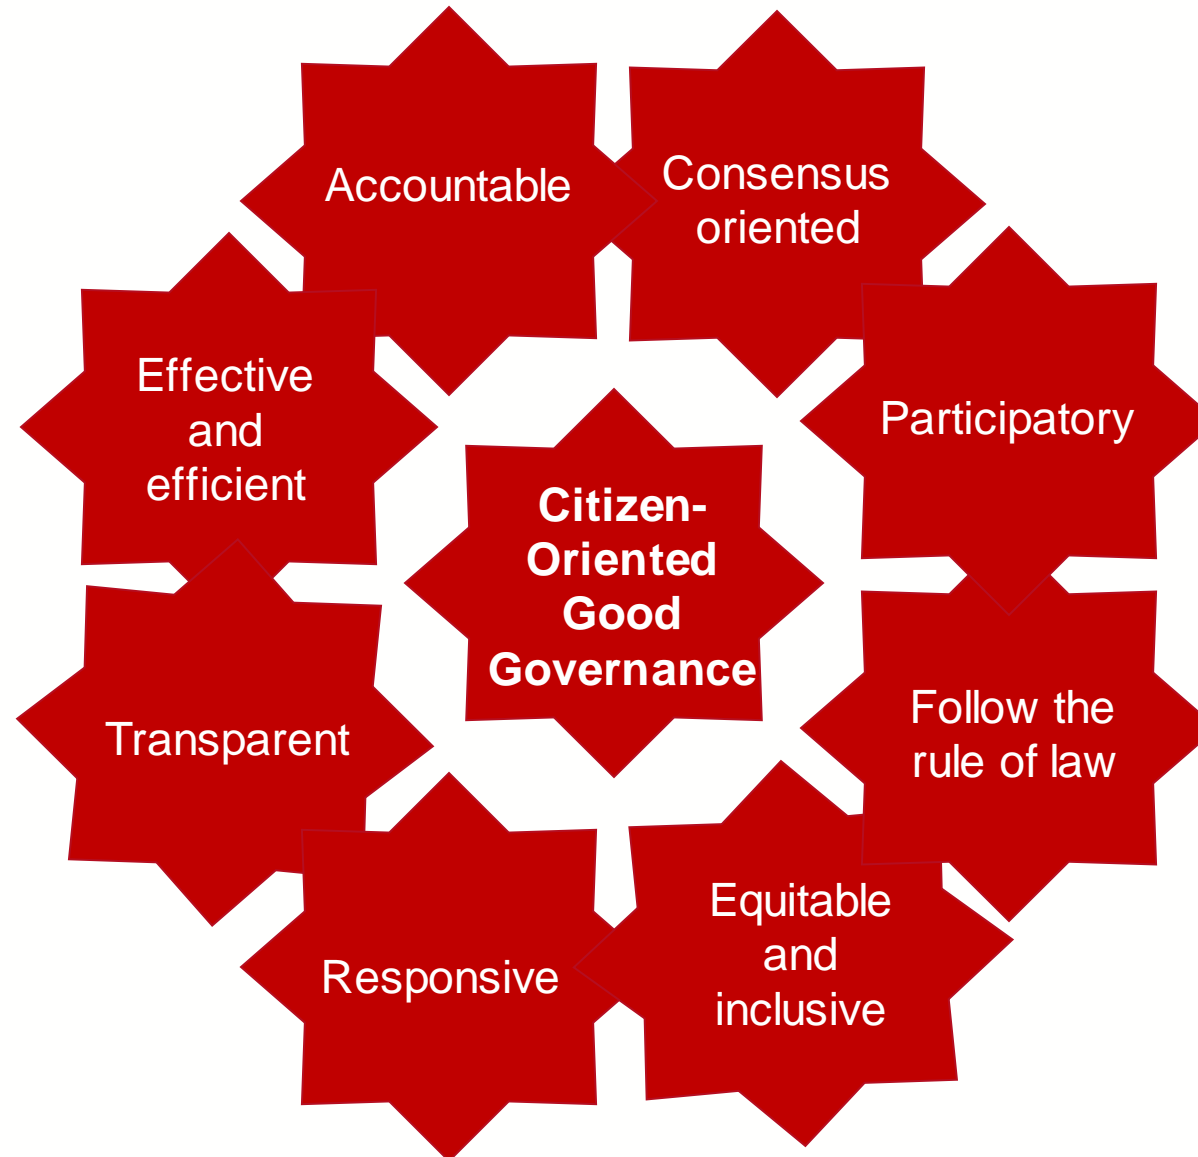 Accountable
Consensus
oriented
Effective
and
efficient
Participatory
Citizen-
Oriented
Good
Governance
Transparent
Follow the
rule of law
Responsive
Equitable
and
inclusive